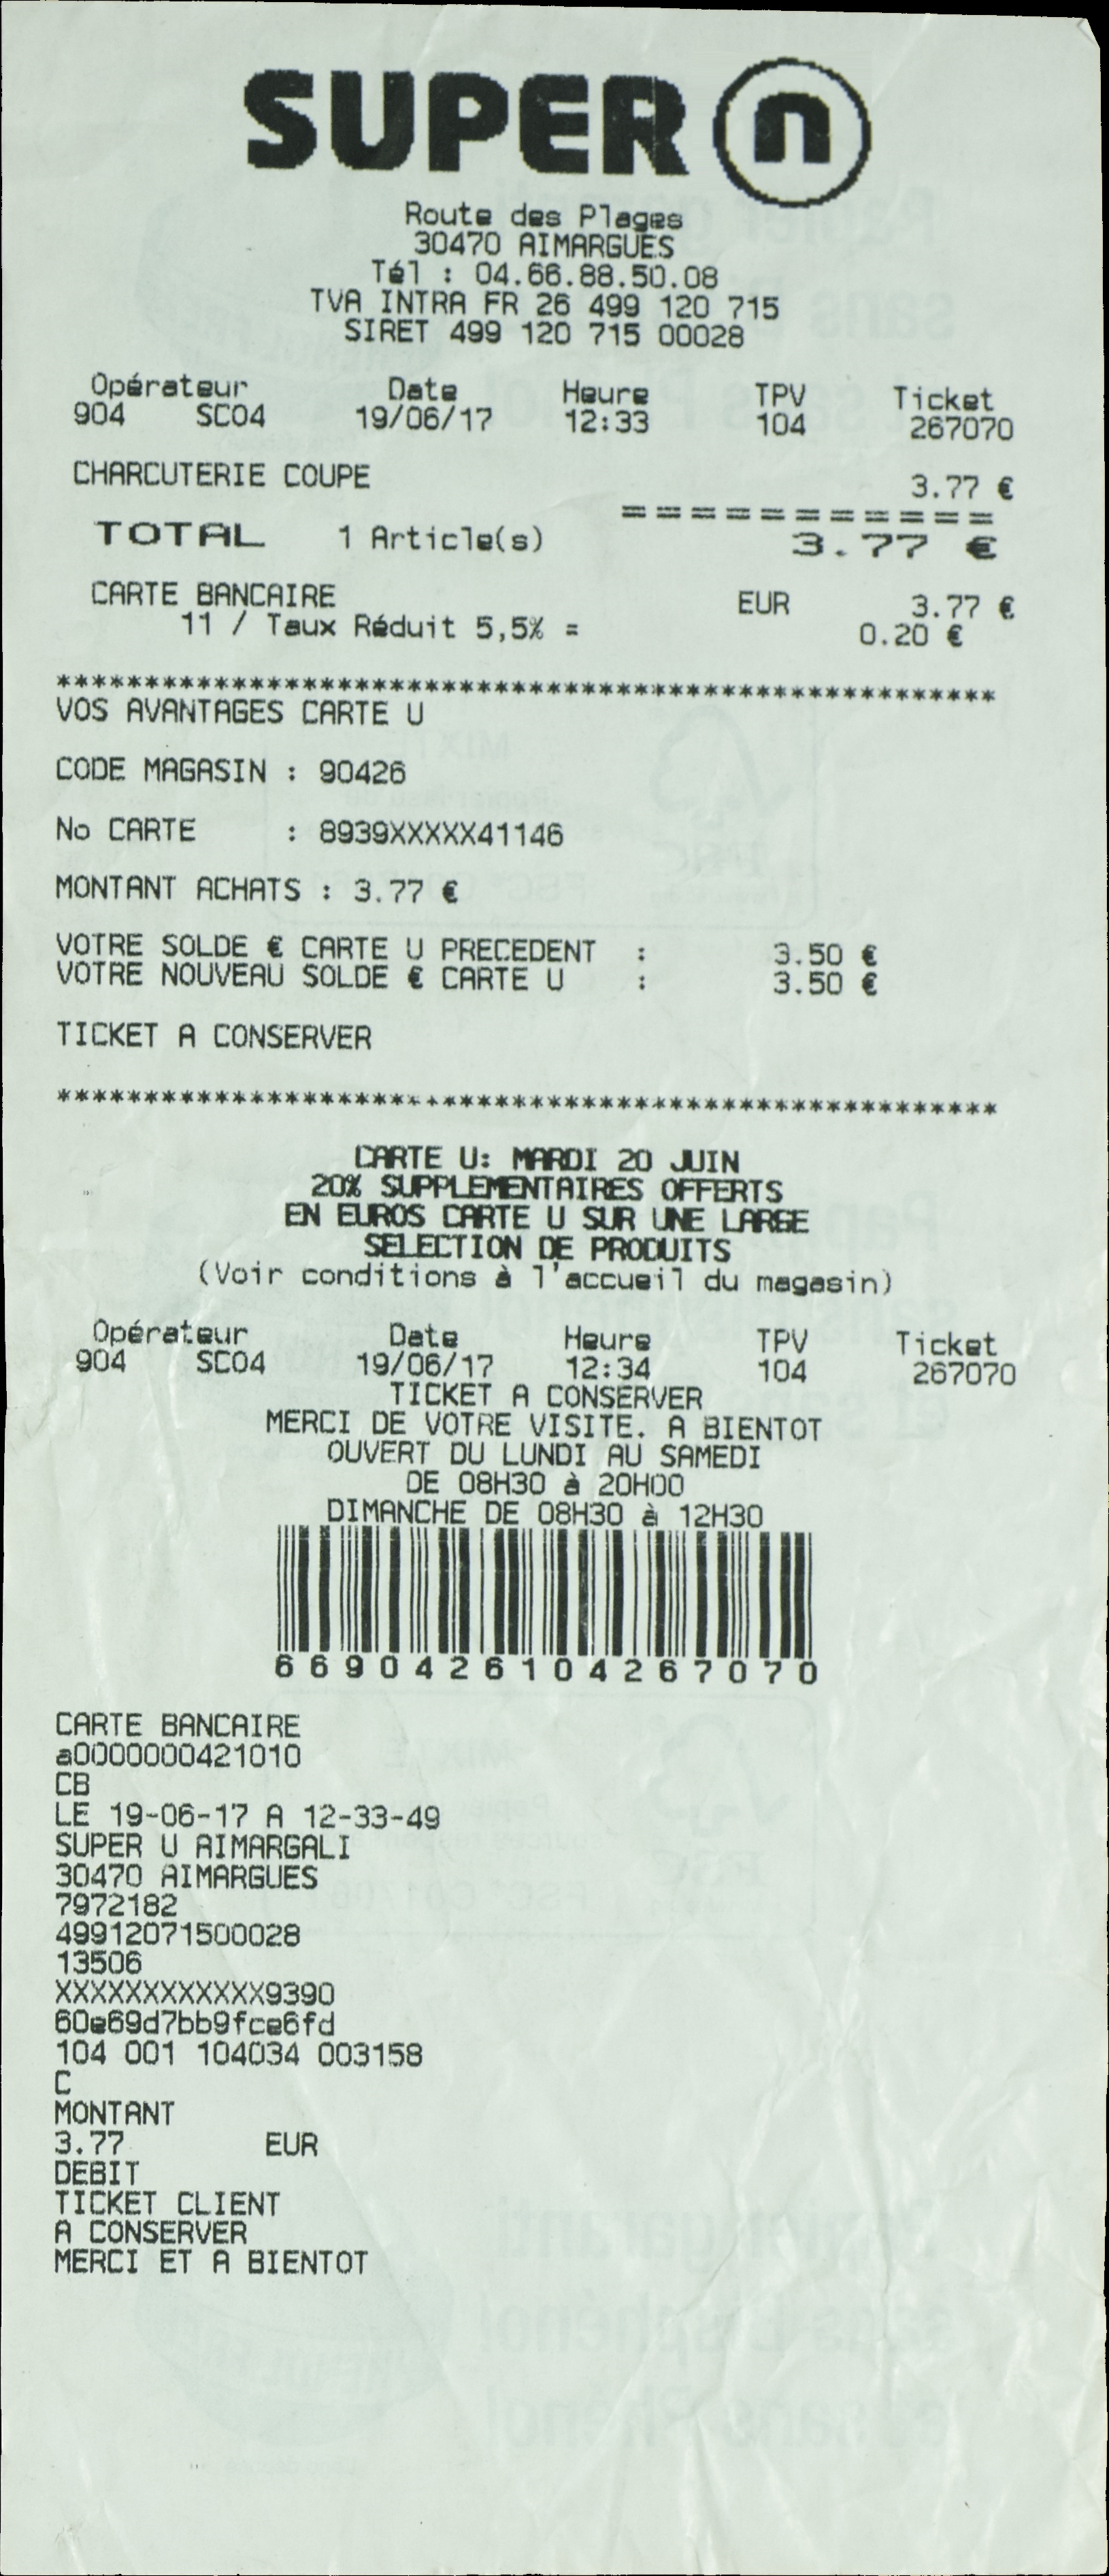 SUPER U
Route des Plages
30470 AIMARGUES
Tél : 04.66.88.50.08
TVA INTRA FR 26 499 120 715
SIRET 499 120 715 00028
Opérateur Date Heure TPV Ticket
904 SC04 19/06/17 12:33 104 267070
CHARCUTERIE COUPE 3.77 €
===========
TOTAL 1 Article(s) 3.77 €
CARTE BANCAIRE EUR 3.77 €
11 / Taux Réduit 5,5% = 0.20 €
******************************************************
VOS AVANTAGES CARTE U
CODE MAGASIN : 90426
No CARTE : 8939XXXXX41146
MONTANT ACHATS : 3.77 €
VOTRE SOLDE € CARTE U PRECEDENT : 3.50 €
VOTRE NOUVEAU SOLDE € CARTE U : 3.50 €
TICKET A CONSERVER
******************************************************
CARTE U: MARDI 20 JUIN
20% SUPPLEMENTAIRES OFFERTS
EN EUROS CARTE U SUR UNE LARGE
SELECTION DE PRODUITS
(Voir conditions à l'accueil du magasin)
Opérateur Date Heure TPV Ticket
904 SC04 19/06/17 12:34 104 267070
TICKET A CONSERVER
MERCI DE VOTRE VISITE. A BIENTOT
OUVERT DU LUNDI AU SAMEDI
DE 08H30 à 20H00
DIMANCHE DE 08H30 à 12H30
6690426104267070
CARTE BANCAIRE
a0000000421010
CB
LE 19-06-17 A 12-33-49
SUPER U AIMARGALI
30470 AIMARGUES
7972182
49912071500028
13506
XXXXXXXXXXXX9390
60e69d7bb9fce6fd
104 001 104034 003158
C
MONTANT
3.77 EUR
DEBIT
TICKET CLIENT
A CONSERVER
MERCI ET A BIENTOT